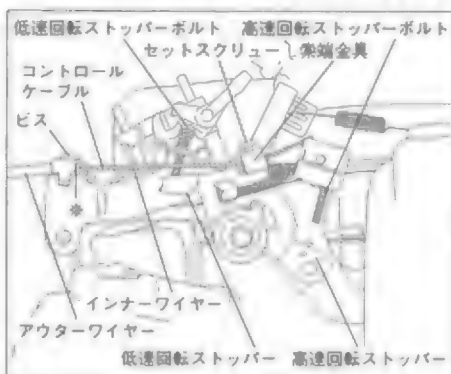 低速回転ストッパーボルト 高速回転ストッパーボルト
セットスクリュー 索端金具
コントロール
ケーブル
ビス
＊
インナーワイヤー
アウターワイヤー
低速回転ストッパー 高速回転ストッパー